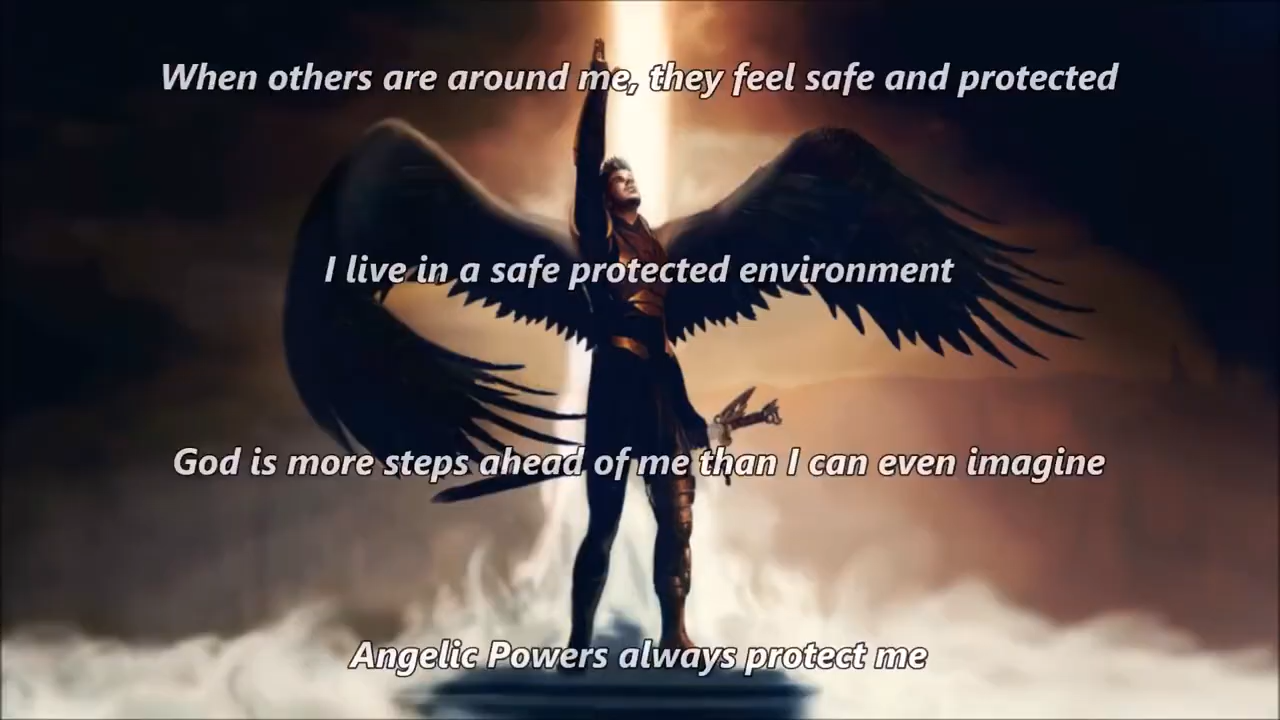 When others are around me, they feel safe and protected
I live in a safe protected environment
God is more steps ahead of me than I can even imagine
Angelic Powers always protect me